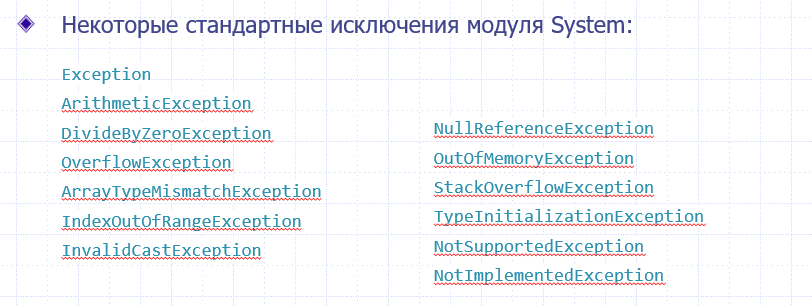 Некоторые стандартные исключения модуля System:
Exception
ArithmeticException
DivideByZeroException
OverflowException
ArrayTypeMismatchException
IndexOutOfRangeException
InvalidCastException
NullReferenceException
OutOfMemoryException
StackOverflowException
TypeInitializationException
NotSupportedException
NotImplementedException